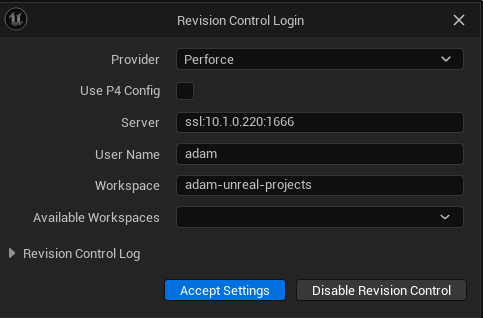 Revision Control Login
Provider Perforce
Use P4 Config
Server ssl:10.1.0.220:1666
User Name adam
Workspace adam-unreal-projects
Available Workspaces
Revision Control Log
Accept Settings Disable Revision Control